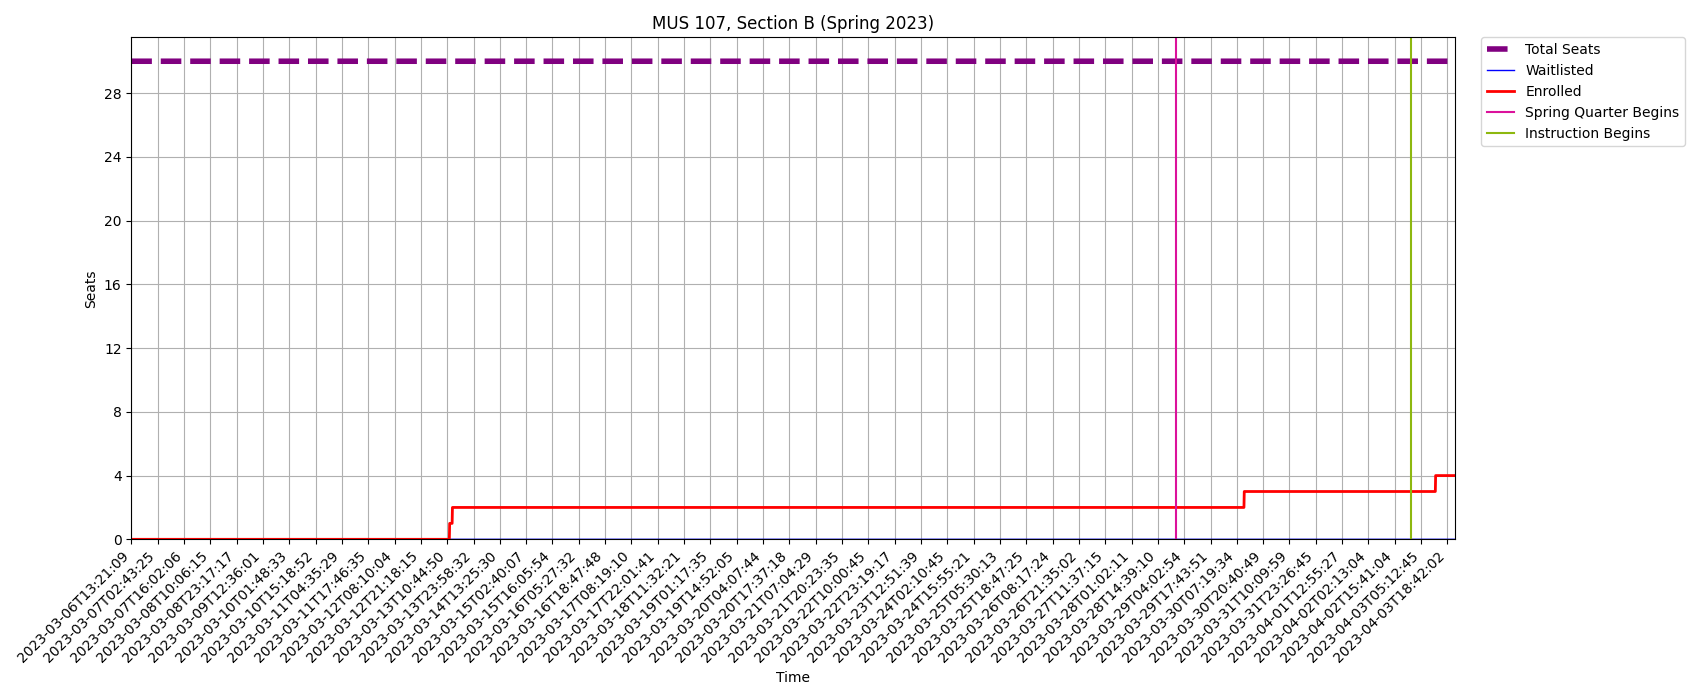 MUS 107, Section B (Spring 2023)
Total Seats
Waitlisted
Enrolled
Spring Quarter Begins
Instruction Begins
Seats
28
24
20
16
12
8
4
0
2023-03-06T13:21:09
2023-03-07T02:43:25
2023-03-07T16:02:06
2023-03-08T10:06:15
2023-03-08T23:17:17
2023-03-09T12:36:01
2023-03-10T01:48:33
2023-03-10T15:18:52
2023-03-11T04:35:29
2023-03-11T17:46:35
2023-03-12T08:10:04
2023-03-12T21:18:15
2023-03-13T10:44:50
2023-03-13T23:58:32
2023-03-14T13:25:30
2023-03-15T02:40:07
2023-03-15T16:05:54
2023-03-16T05:27:32
2023-03-16T18:47:48
2023-03-17T08:19:10
2023-03-17T22:01:41
2023-03-18T11:32:21
2023-03-19T01:17:35
2023-03-19T14:52:05
2023-03-20T04:07:44
2023-03-20T17:37:18
2023-03-21T07:04:29
2023-03-21T20:23:35
2023-03-22T10:00:45
2023-03-22T23:19:17
2023-03-23T12:51:39
2023-03-24T02:10:45
2023-03-24T15:55:21
2023-03-25T05:30:13
2023-03-25T18:47:25
2023-03-26T08:17:24
2023-03-26T21:35:02
2023-03-27T11:37:15
2023-03-28T01:02:11
2023-03-28T14:39:10
2023-03-29T04:02:54
2023-03-29T17:43:51
2023-03-30T07:19:34
2023-03-30T20:40:49
2023-03-31T10:09:59
2023-03-31T23:26:45
2023-04-01T12:55:27
2023-04-02T02:13:04
2023-04-02T15:41:04
2023-04-03T05:12:45
2023-04-03T18:42:02
Time